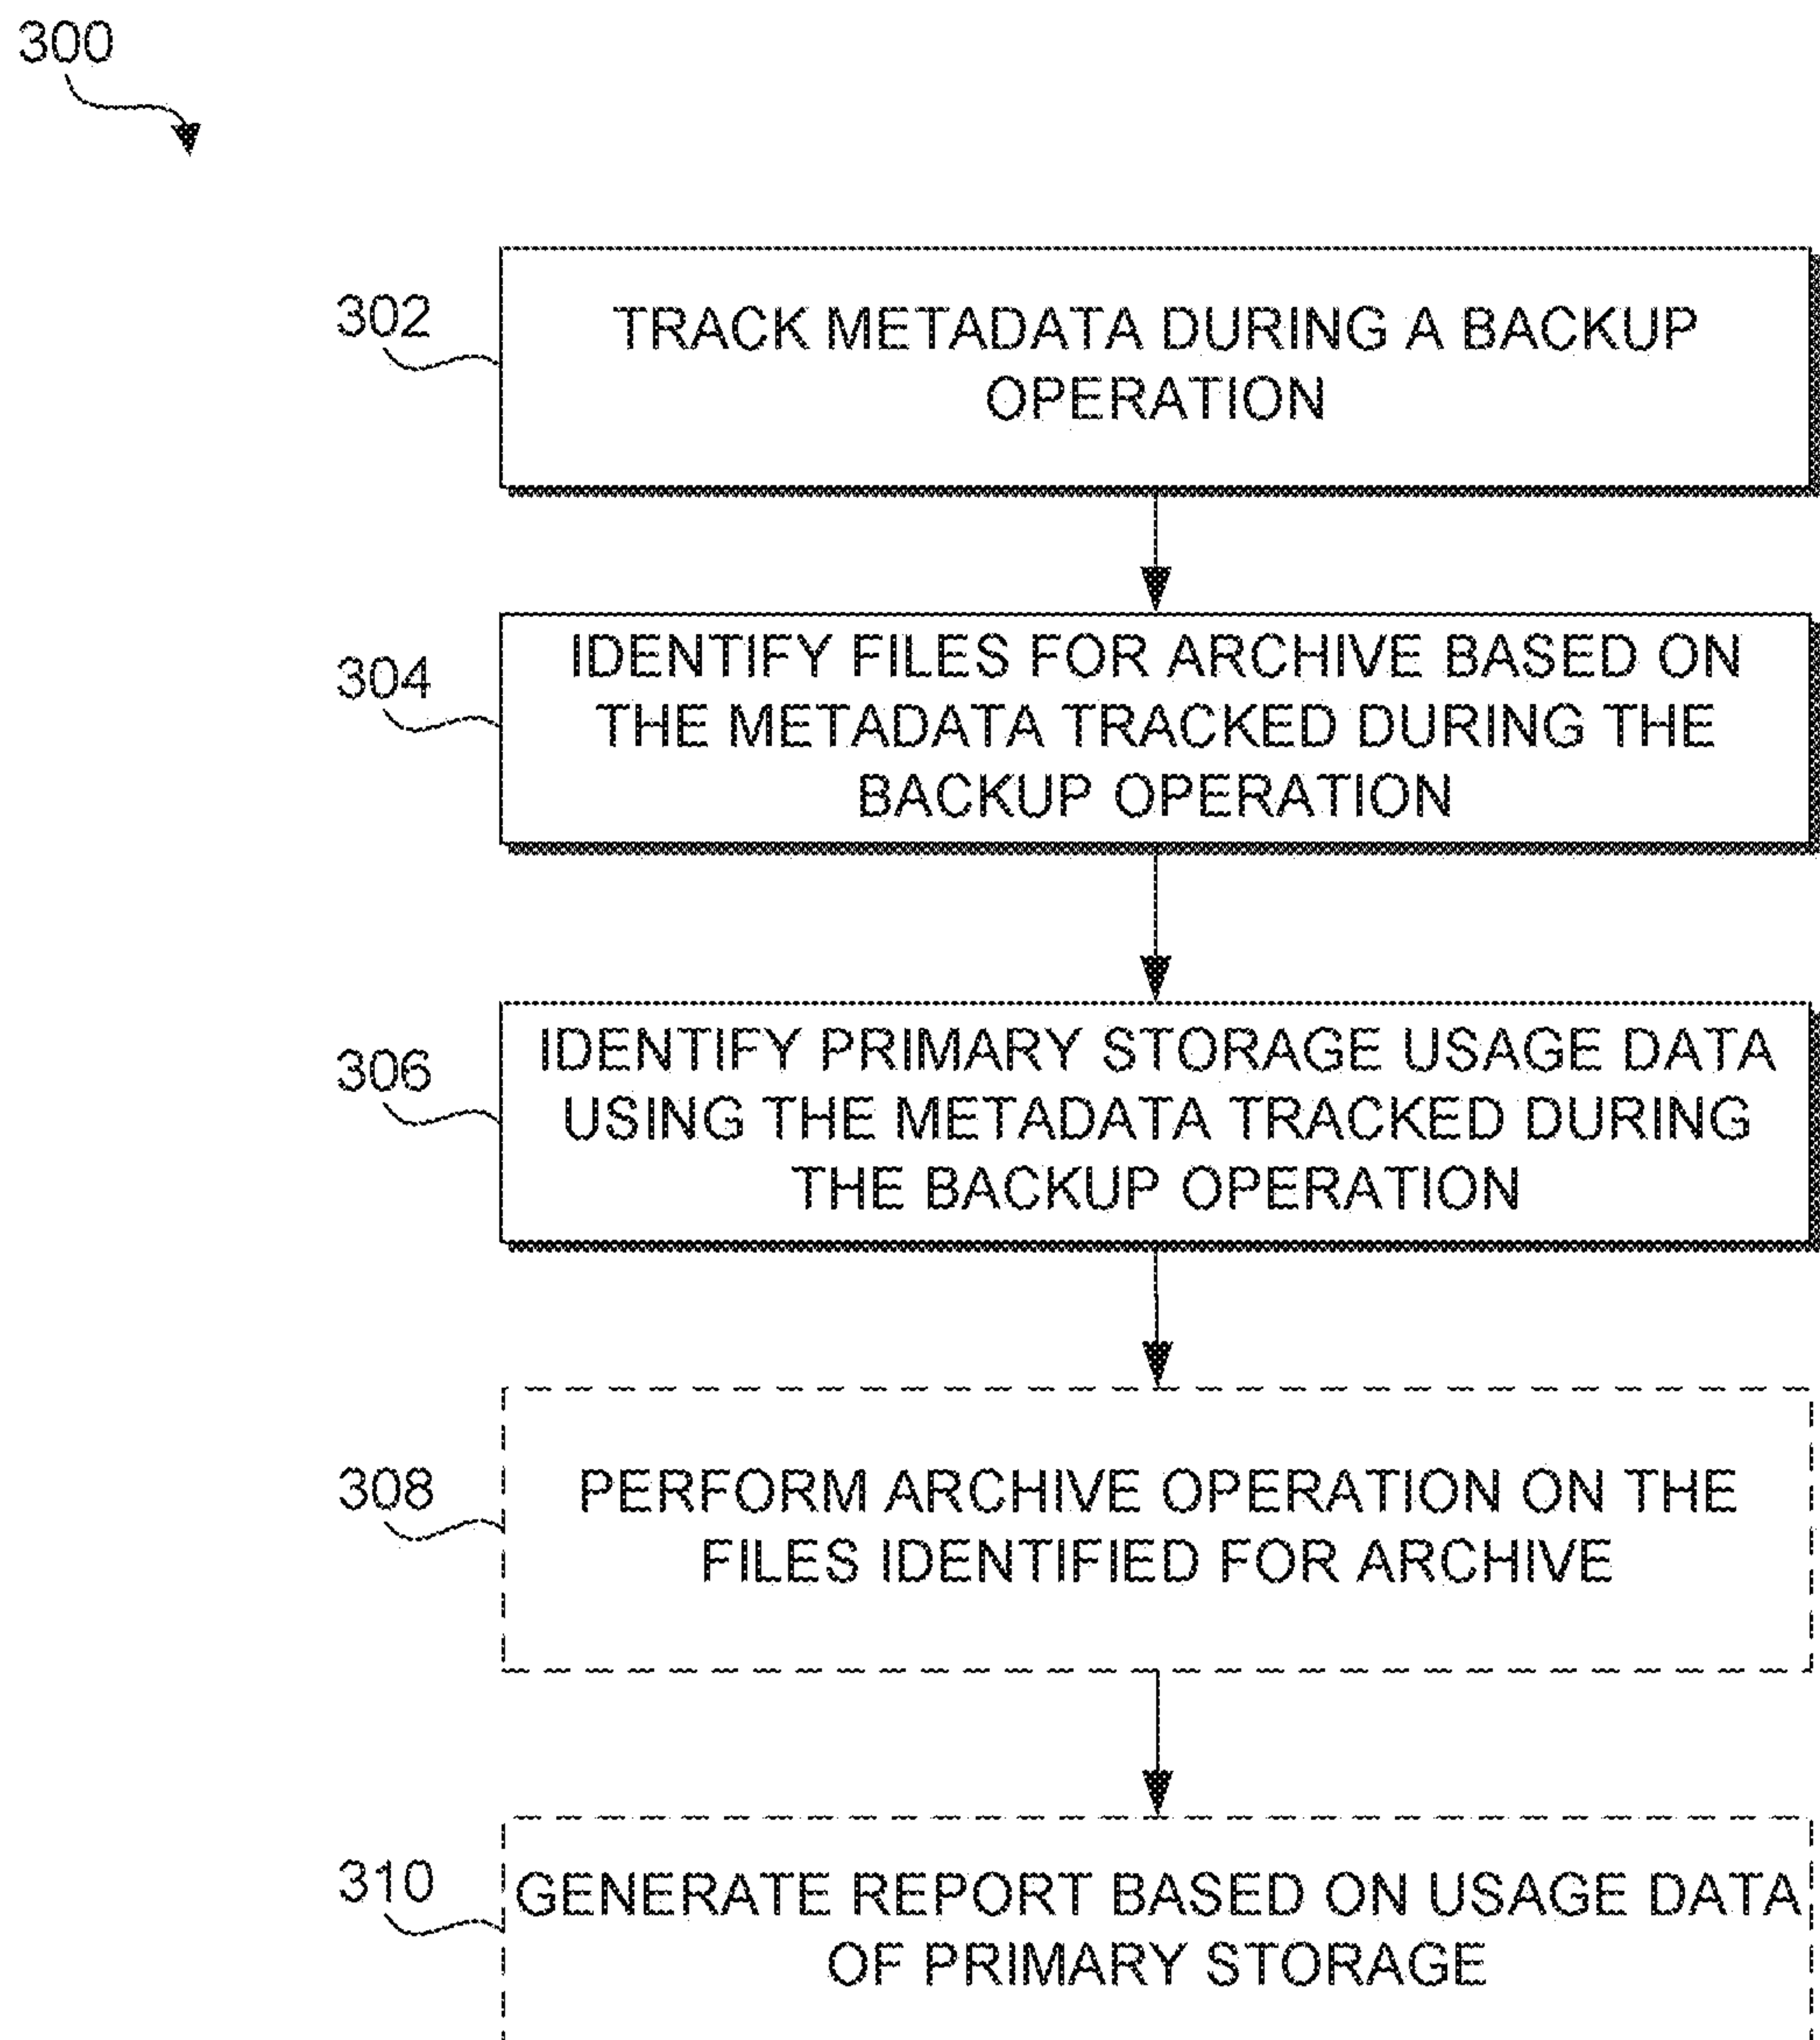 300
302
TRACK METADATA DURING A BACKUP
OPERATION
304
IDENTIFY FILES FOR ARCHIVE BASED ON
THE METADATA TRACKED DURING THE
BACKUP OPERATION
306
IDENTIFY PRIMARY STORAGE USAGE DATA
USING THE METADATA TRACKED DURING
THE BACKUP OPERATION
308
PERFORM ARCHIVE OPERATION ON THE
FILES IDENTIFIED FOR ARCHIVE
310
GENERATE REPORT BASED ON USAGE DATA
OF PRIMARY STORAGE